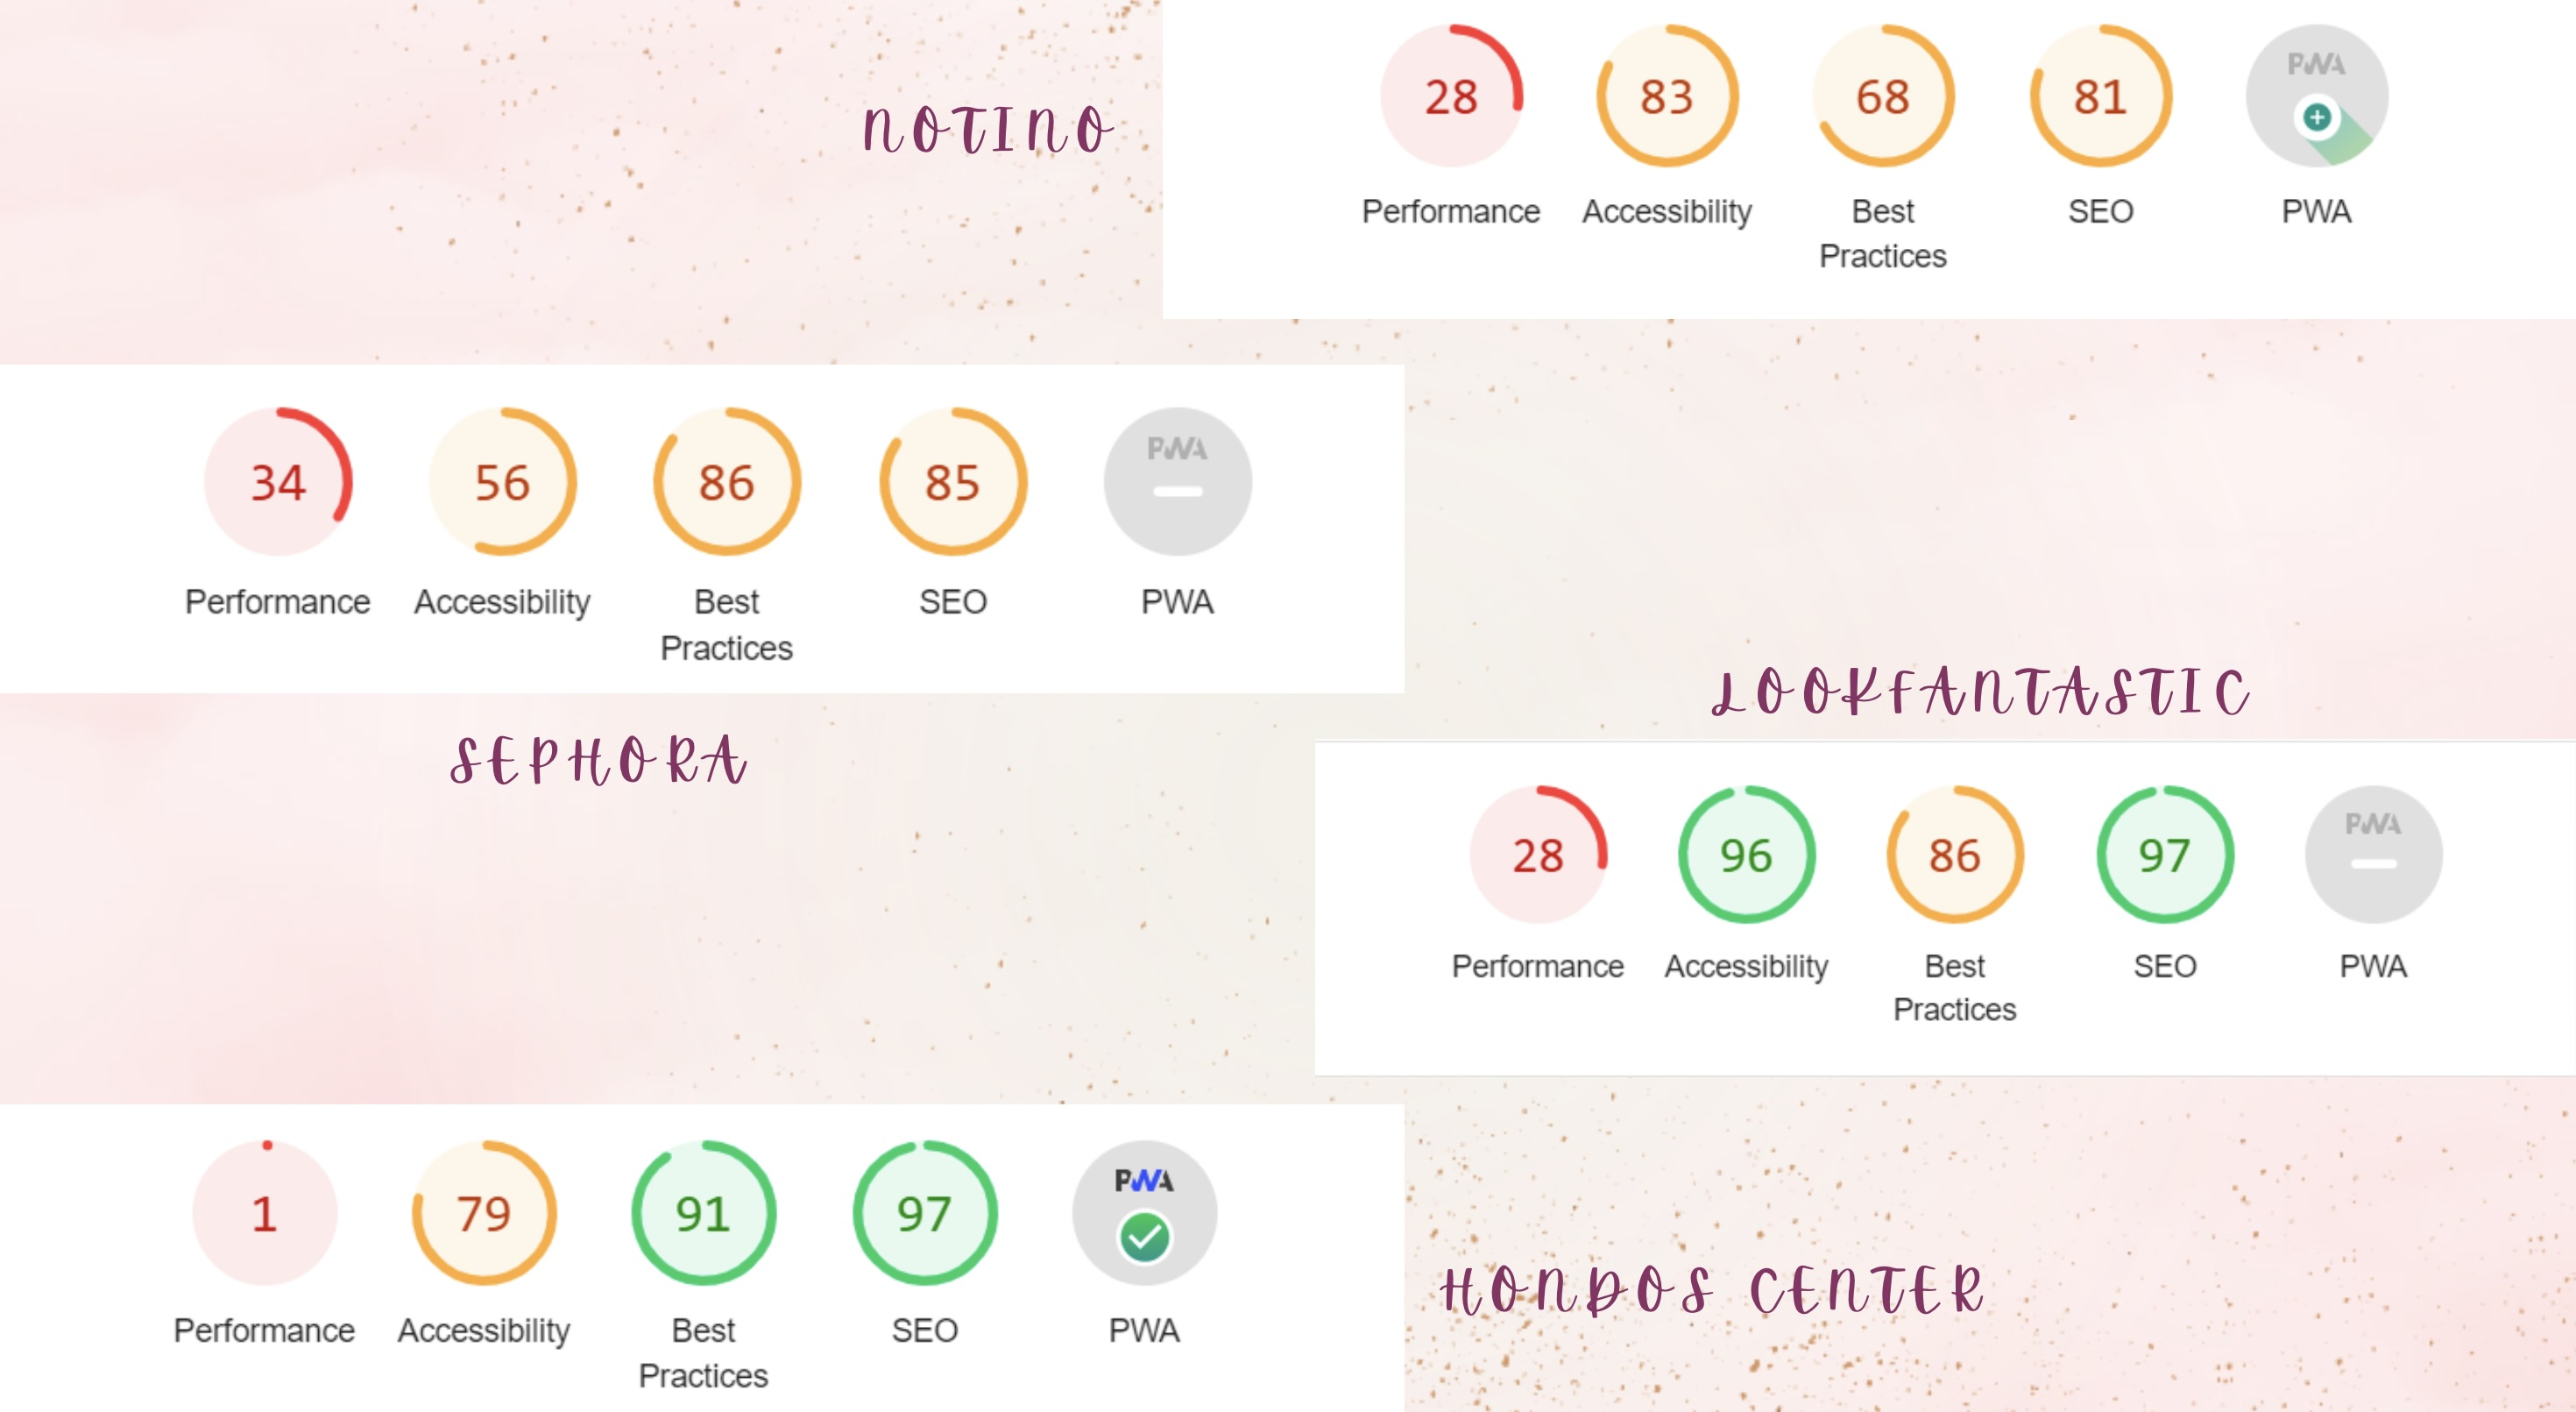 NOTINO
28 83 68 81 PWA
Performance Accessibility Best Practices SEO PWA
34 56 86 85 PWA
Performance Accessibility Best Practices SEO PWA
SEPHORA
LOOKFANTASTIC
28 96 86 97 PWA
Performance Accessibility Best Practices SEO PWA
1 79 91 97 PWA
Performance Accessibility Best Practices SEO PWA
HONDOS CENTER